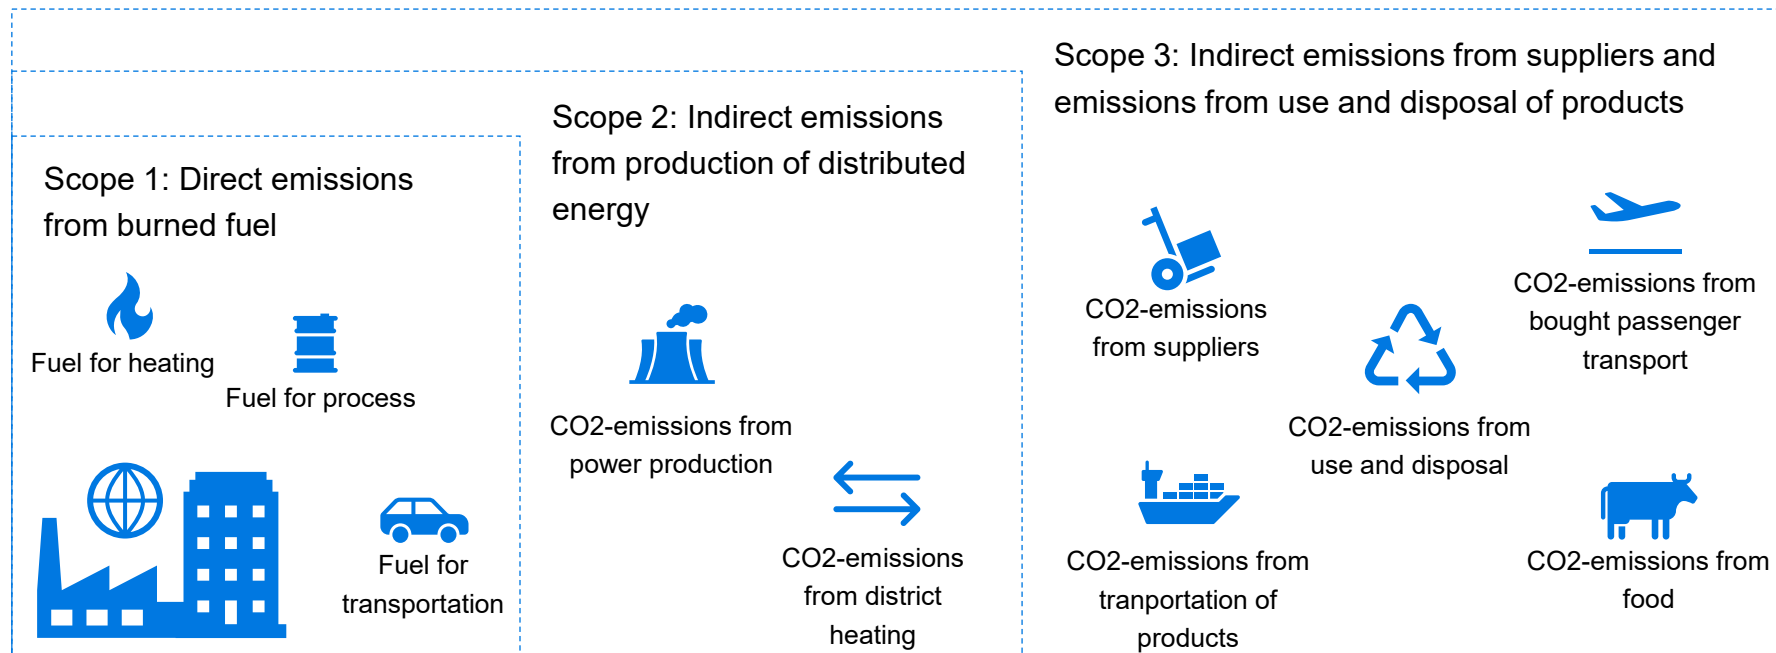 Scope 1: Direct emissions
from burned fuel
Fuel for heating
Fuel for process
Fuel for
transportation
Scope 2: Indirect emissions
from production of distributed
energy
CO2-emissions from
power production
CO2-emissions
from district
heating
Scope 3: Indirect emissions from suppliers and
emissions from use and disposal of products
CO2-emissions
from suppliers
CO2-emissions from
bought passenger
transport
CO2-emissions from
use and disposal
CO2-emissions from
tranportation of
products
CO2-emissions from
food